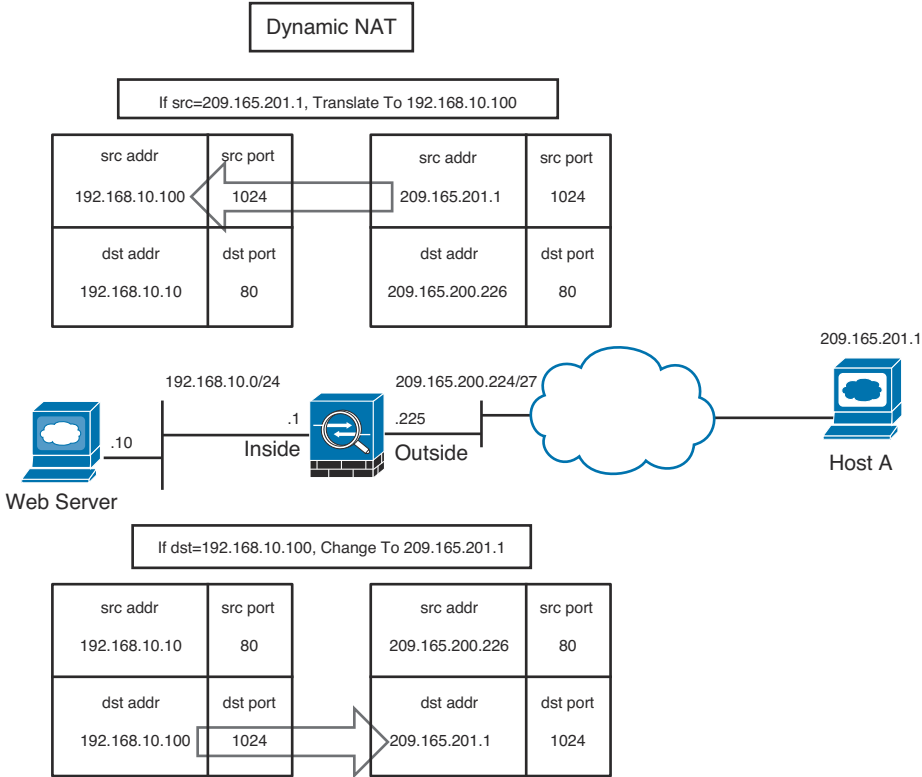 Dynamic NAT
If src=209.165.201.1, Translate To 192.168.10.100
src addr src port src addr src port
192.168.10.100 1024 209.165.201.1 1024
dst addr dst port dst addr dst port
192.168.10.10 80 209.165.200.226 80
209.165.201.1
192.168.10.0/24 209.165.200.224/27
.10 .1 .225
Inside Outside
Host A
Web Server
If dst=192.168.10.100, Change To 209.165.201.1
src addr src port src addr src port
192.168.10.10 80 209.165.200.226 80
dst addr dst port dst addr dst port
192.168.10.100 1024 209.165.201.1 1024